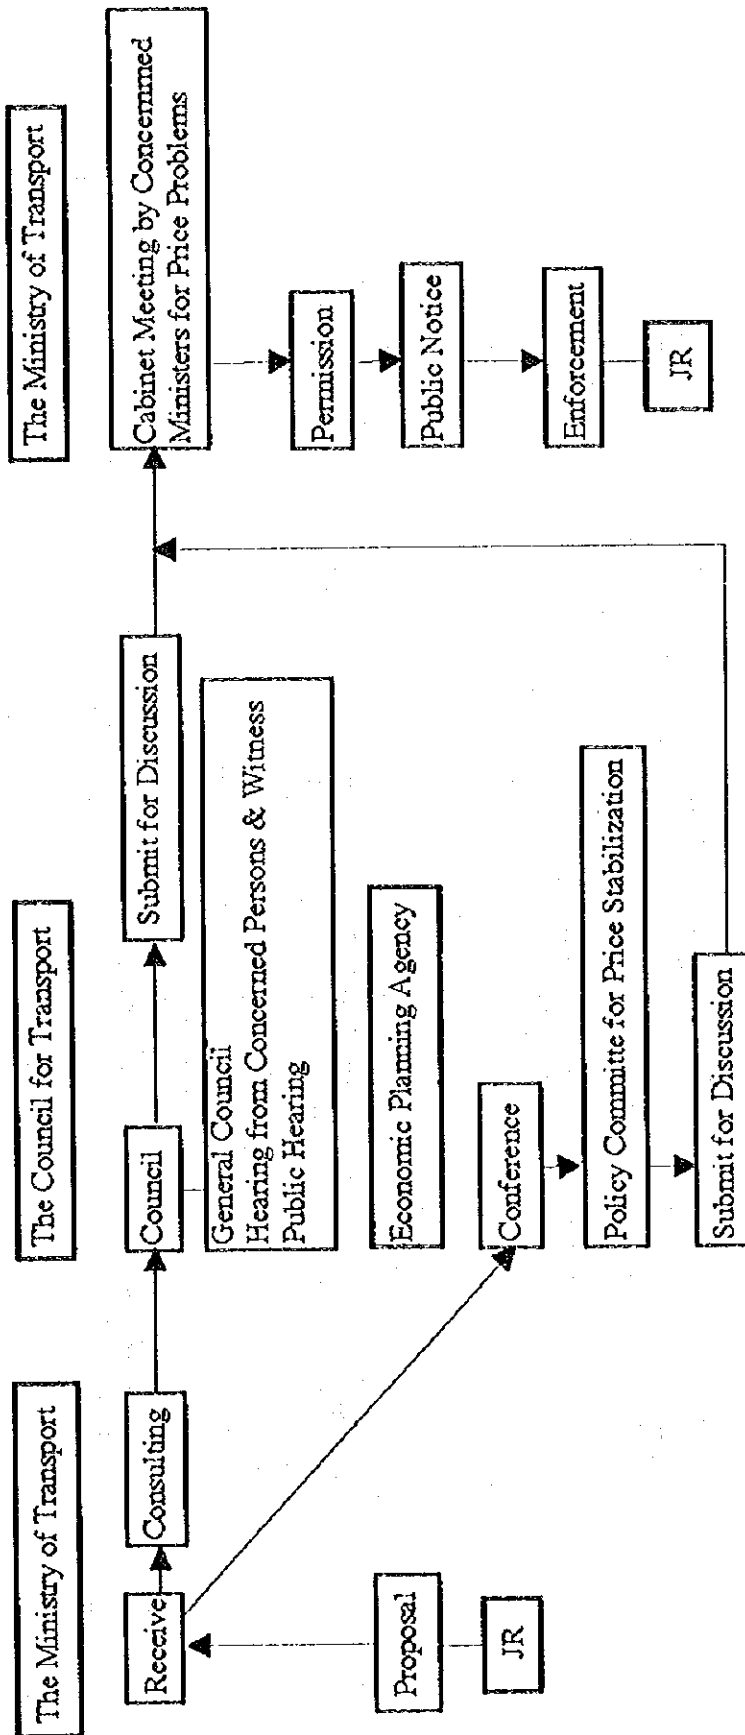 The Ministry of Transport
The Council for Transport
The Ministry of Transport
Receive
Consulting
Council
Submit for Discussion
Cabinet Meeting by Concernmed
Ministers for Price Problems
General Council
Hearing from Concerned Persons & Witness
Public Hearing
Permission
Public Notice
Enforcement
JR
Proposal
JR
Economic Planning Agency
Conference
Policy Committe for Price Stabilization
Submit for Discussion